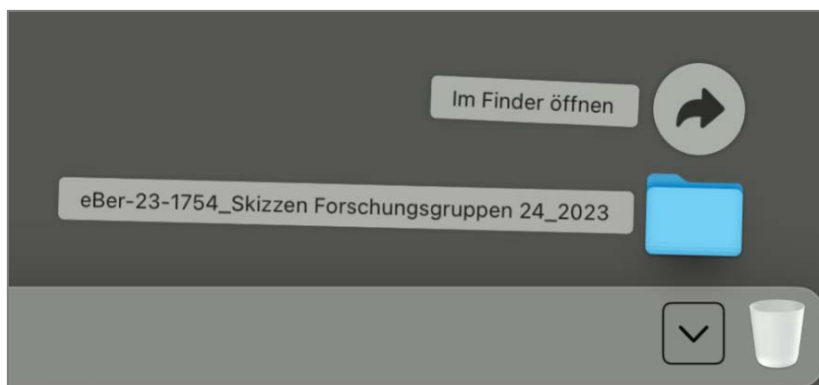 Im Finder öffnen
eBer-23-1754_Skizzen Forschungsgruppen 24_2023